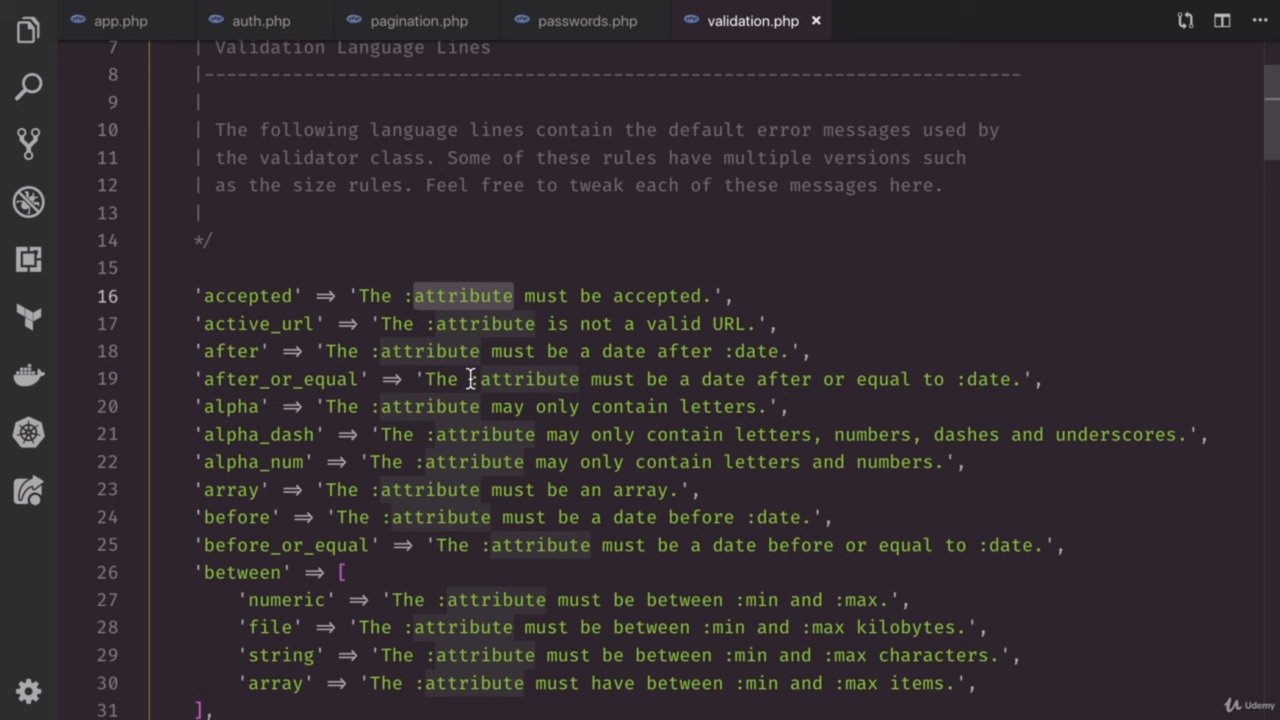 app.php auth.php pagination.php passwords.php validation.php ×
7 | Validation Language Lines
8 |--------------------------------------------------------------------------
9 |
10 | The following language lines contain the default error messages used by
11 | the validator class. Some of these rules have multiple versions such
12 | as the size rules. Feel free to tweak each of these messages here.
13 |
14 */
15
16 'accepted' => 'The :attribute must be accepted.',
17 'active_url' => 'The :attribute is not a valid URL.',
18 'after' => 'The :attribute must be a date after :date.',
19 'after_or_equal' => 'The :attribute must be a date after or equal to :date.',
20 'alpha' => 'The :attribute may only contain letters.',
21 'alpha_dash' => 'The :attribute may only contain letters, numbers, dashes and underscores.',
22 'alpha_num' => 'The :attribute may only contain letters and numbers.',
23 'array' => 'The :attribute must be an array.',
24 'before' => 'The :attribute must be a date before :date.',
25 'before_or_equal' => 'The :attribute must be a date before or equal to :date.',
26 'between' => [
27 'numeric' => 'The :attribute must be between :min and :max.',
28 'file' => 'The :attribute must be between :min and :max kilobytes.',
29 'string' => 'The :attribute must be between :min and :max characters.',
30 'array' => 'The :attribute must have between :min and :max items.',
31 ],
Udemy